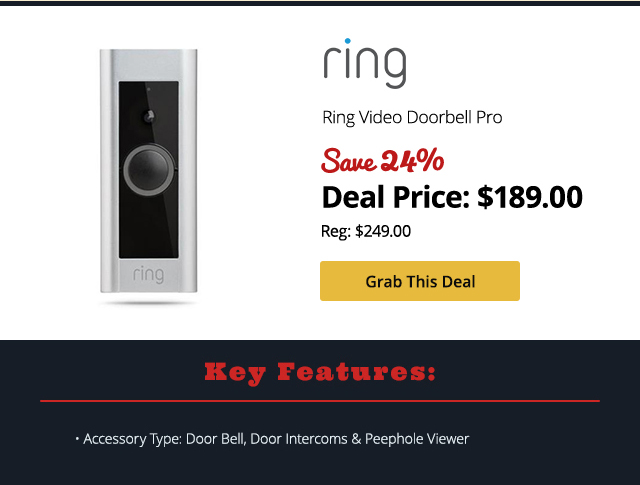 ring
Ring Video Doorbell Pro
Save 24%
Deal Price: $189.00
Reg: $249.00
Grab This Deal
ring
Key Features:
• Accessory Type: Door Bell, Door Intercoms & Peephole Viewer